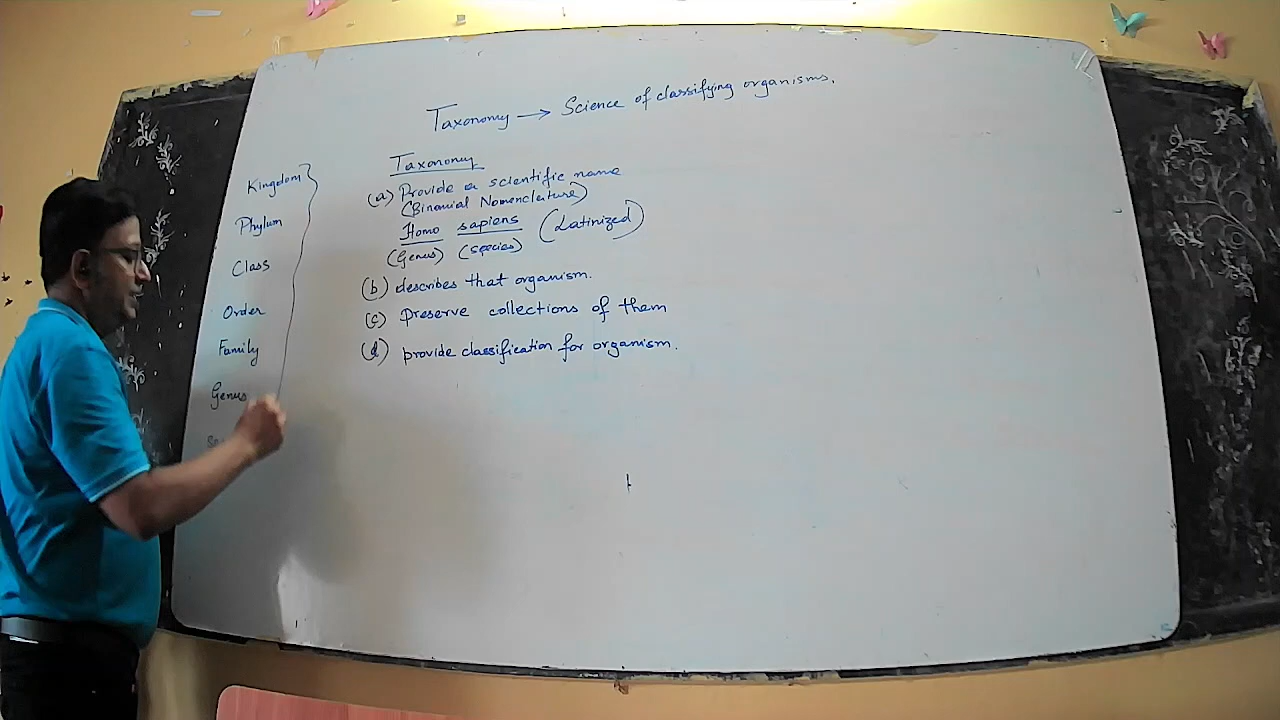 Taxonomy → Science of classifying organisms.
Kingdom
Phylum
Class
Order
Family
Genus
Taxonomy
(a) Provide a scientific name
(Binomial Nomenclature)
Homo sapiens (Latinized)
(Genus) (species)
(b) describes that organism.
(c) Preserve collections of them
(d) provide classification for organism.